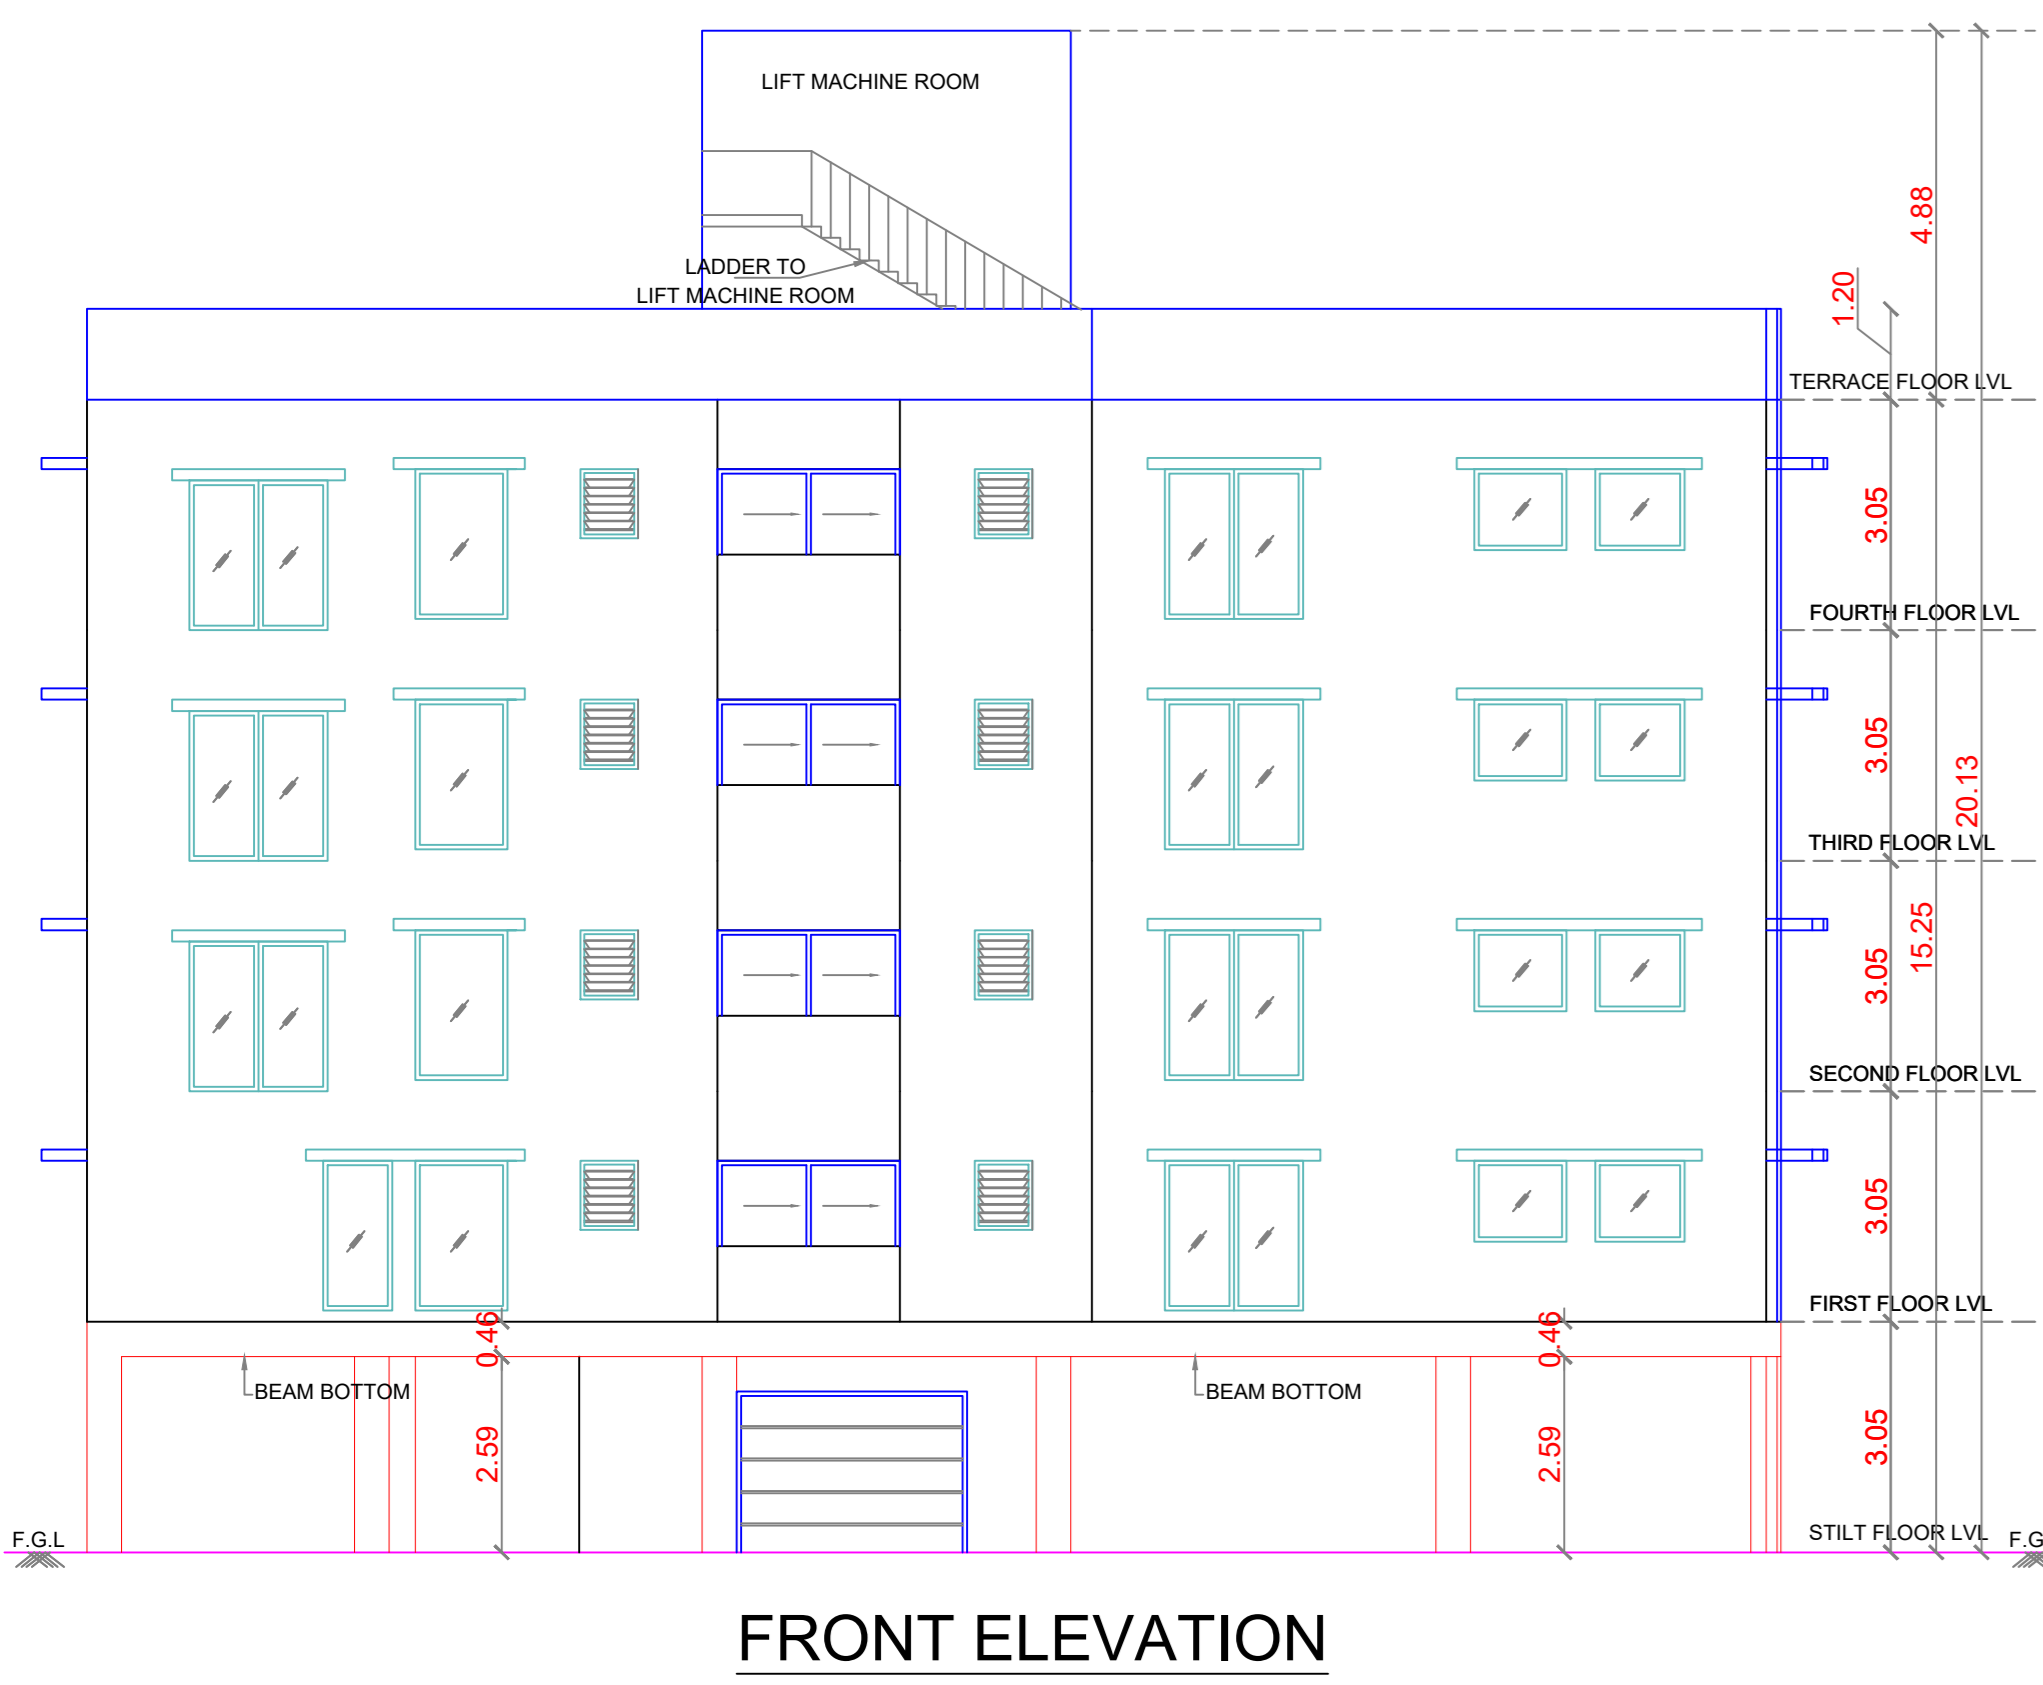 LIFT MACHINE ROOM
LADDER TO
LIFT MACHINE ROOM
4.88
1.20
TERRACE FLOOR LVL
3.05
FOURTH FLOOR LVL
3.05
20.13
THIRD FLOOR LVL
15.25
3.05
SECOND FLOOR LVL
3.05
FIRST FLOOR LVL
0.46
0.46
BEAM BOTTOM
BEAM BOTTOM
2.59
2.59
3.05
F.G.L
STILT FLOOR LVL
F.G
FRONT ELEVATION